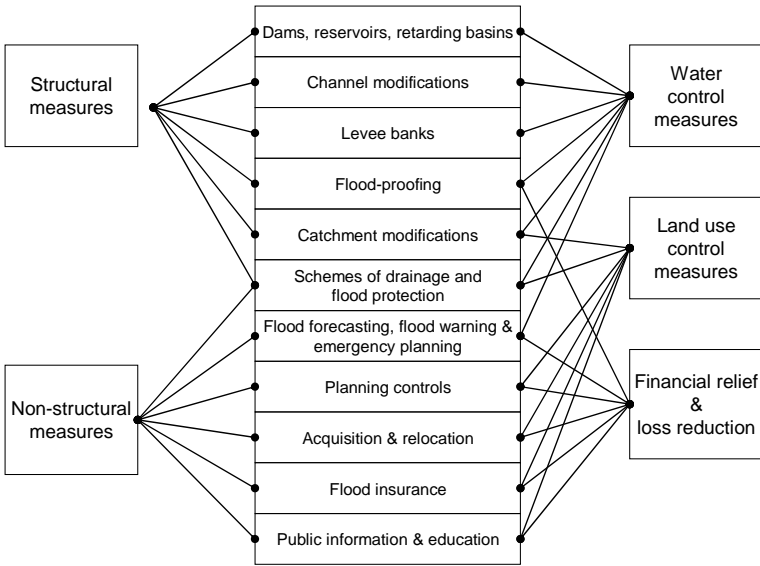 Structural
measures
Non-structural
measures
Dams, reservoirs, retarding basins
Channel modifications
Levee banks
Flood-proofing
Catchment modifications
Schemes of drainage and
flood protection
Flood forecasting, flood warning &
emergency planning
Planning controls
Acquisition & relocation
Flood insurance
Public information & education
Water
control
measures
Land use
control
measures
Financial relief
&
loss reduction